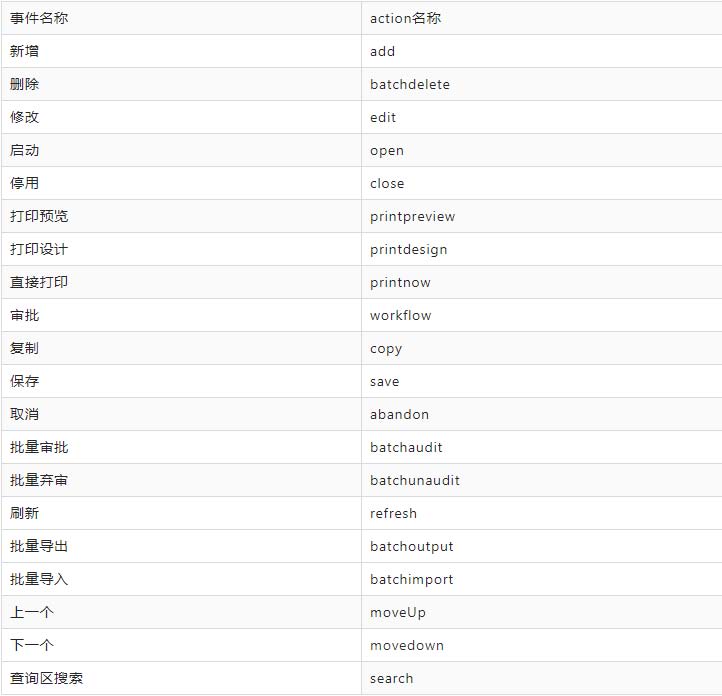 事件名称 action名称
新增 add
删除 batchdelete
修改 edit
启动 open
停用 close
打印预览 printpreview
打印设计 printdesign
直接打印 printnow
审批 workflow
复制 copy
保存 save
取消 abandon
批量审批 batchaudit
批量弃审 batchunaudit
刷新 refresh
批量导出 batchoutput
批量导入 batchimport
上一个 moveUp
下一个 movedown
查询区搜索 search